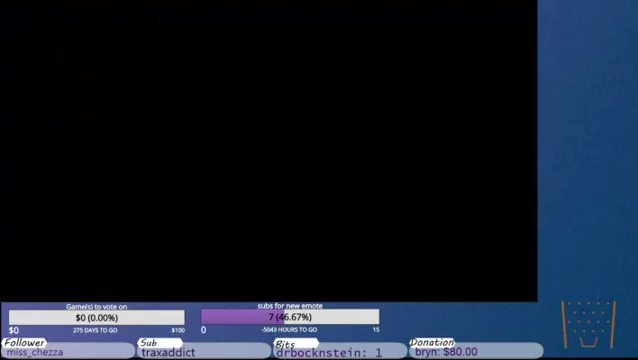 Game(s) to vote on
$0 (0.00%)
$0 275 DAYS TO GO $100
subs for new emote
7 (46.67%)
0 -5043 HOURS TO GO 15
Follower
miss_chezza
Sub
traxaddict
Bits
drbocknstein: 1
Donation
bryn: $80.00